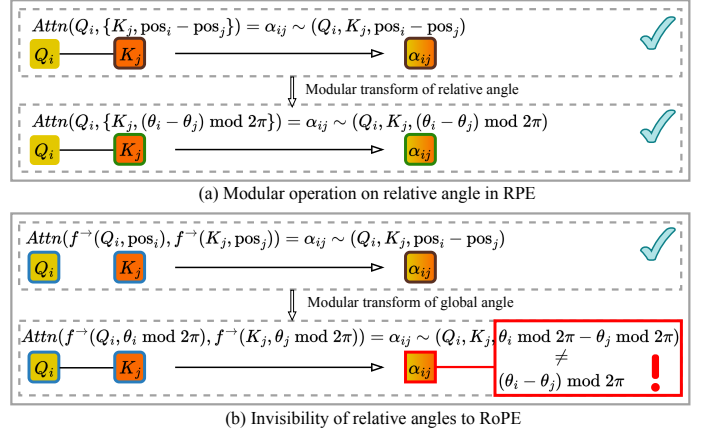 Attn(Q_i, {K_j, pos_i − pos_j}) = α_ij ∼ (Q_i, K_j, pos_i − pos_j)
Q_i K_j α_ij
Modular transform of relative angle
Attn(Q_i, {K_j, (θ_i − θ_j) mod 2π}) = α_ij ∼ (Q_i, K_j, (θ_i − θ_j) mod 2π)
Q_i K_j α_ij
(a) Modular operation on relative angle in RPE
Attn(f^→(Q_i, pos_i), f^→(K_j, pos_j)) = α_ij ∼ (Q_i, K_j, pos_i − pos_j)
Q_i K_j α_ij
Modular transform of global angle
Attn(f^→(Q_i, θ_i mod 2π), f^→(K_j, θ_j mod 2π)) = α_ij ∼ (Q_i, K_j, θ_i mod 2π − θ_j mod 2π)
≠
Q_i K_j α_ij (θ_i − θ_j) mod 2π !
(b) Invisibility of relative angles to RoPE